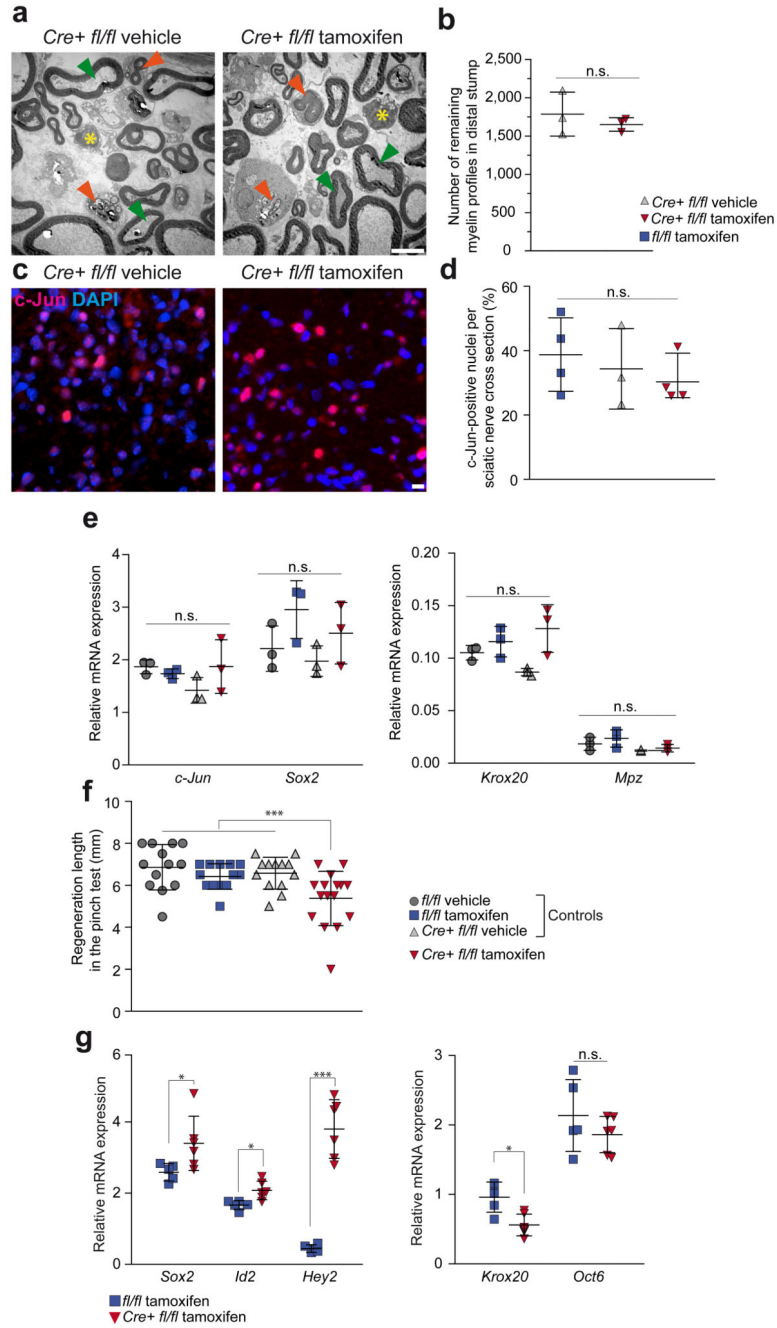 a
Cre+ fl/fl vehicle
Cre+ fl/fl tamoxifen
*
*
b
Number of remaining
myelin profiles in distal stump
2,500
2,000
1,500
1,000
500
0
n.s.
Cre+ fl/fl vehicle
Cre+ fl/fl tamoxifen
fl/fl tamoxifen
c
Cre+ fl/fl vehicle
Cre+ fl/fl tamoxifen
c-Jun DAPI
d
c-Jun-positive nuclei per
sciatic nerve cross section (%)
60
40
20
0
n.s.
e
Relative mRNA expression
4
3
2
1
0
n.s.
n.s.
c-Jun
Sox2
Relative mRNA expression
0.20
0.15
0.10
0.05
0.00
n.s.
n.s.
Krox20
Mpz
f
Regeneration length
in the pinch test (mm)
10
8
6
4
2
0
***
fl/fl vehicle
fl/fl tamoxifen
Cre+ fl/fl vehicle
Controls
Cre+ fl/fl tamoxifen
g
Relative mRNA expression
6
4
2
0
*
*
***
Sox2
Id2
Hey2
Relative mRNA expression
3
2
1
0
*
n.s.
Krox20
Oct6
fl/fl tamoxifen
Cre+ fl/fl tamoxifen